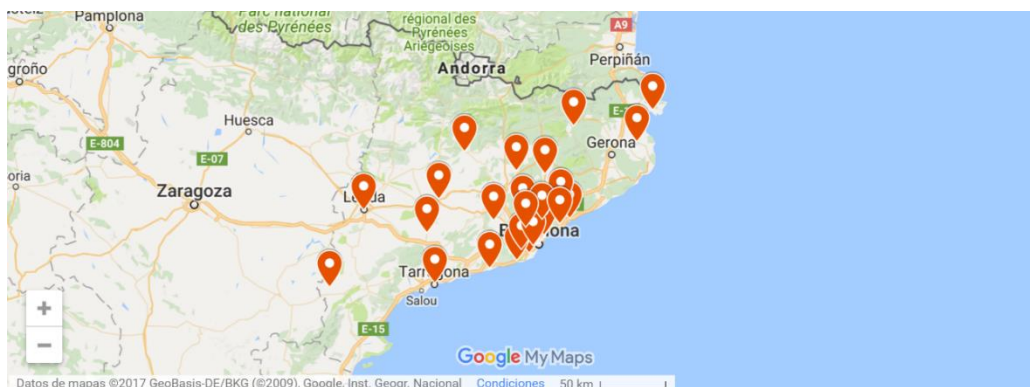 Pamplona
Parc national
des Pyrénées
régional des
Pyrénées
Ariégeoises
A9
Perpiñán
Andorra
groño
Huesca
Gerona
E-804
E-07
oria
Zaragoza
Tarragona
Salou
E-15
+
−
Google My Maps
Datos de mapas ©2017 GeoBasis-DE/BKG (©2009), Google, Inst. Geogr. Nacional Condiciones 50 km